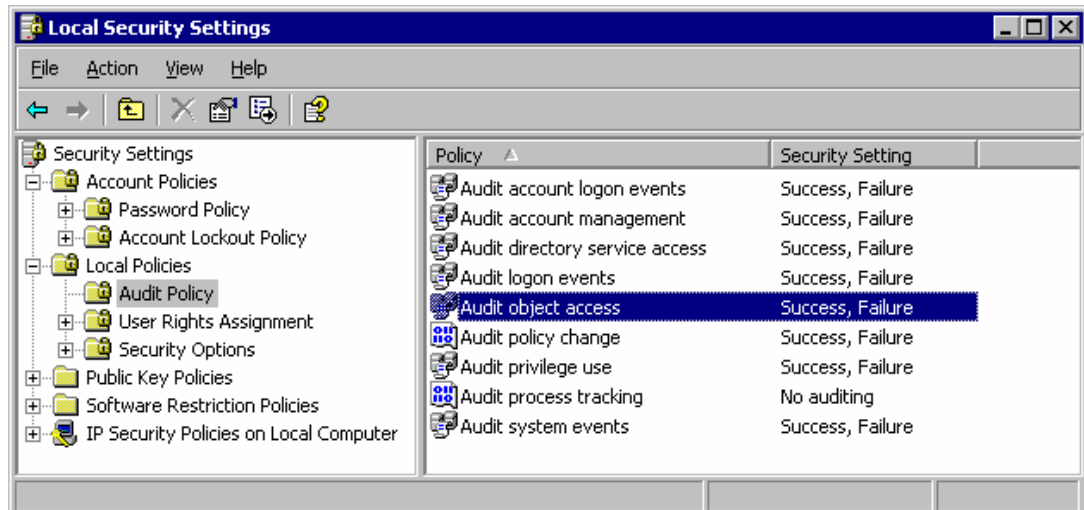 Local Security Settings
File Action View Help
Security Settings
Account Policies
Password Policy
Account Lockout Policy
Local Policies
Audit Policy
User Rights Assignment
Security Options
Public Key Policies
Software Restriction Policies
IP Security Policies on Local Computer
Policy Security Setting
Audit account logon events Success, Failure
Audit account management Success, Failure
Audit directory service access Success, Failure
Audit logon events Success, Failure
Audit object access Success, Failure
Audit policy change Success, Failure
Audit privilege use Success, Failure
Audit process tracking No auditing
Audit system events Success, Failure